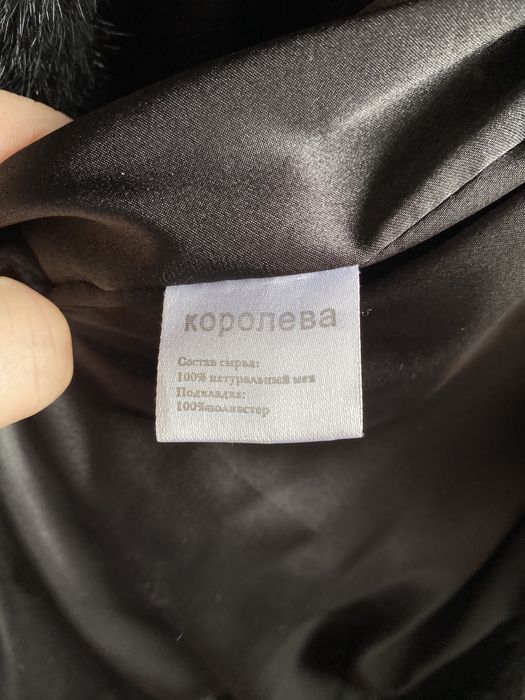 королева
Состав сырья:
100% натуральный мех
Подкладка:
100%полиэстер